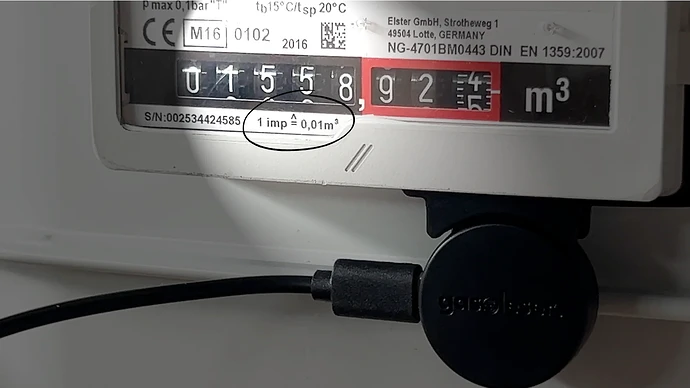 p max 0,1bar "T" tb15°C/tsp 20°C
CE M16 0102 2016
Elster GmbH, Strotheweg 1
49504 Lotte, GERMANY
NG-4701BM0443 DIN EN 1359:2007
01558,92 m³
S/N:002534424585 1 imp ≙ 0,01m³
gasleser